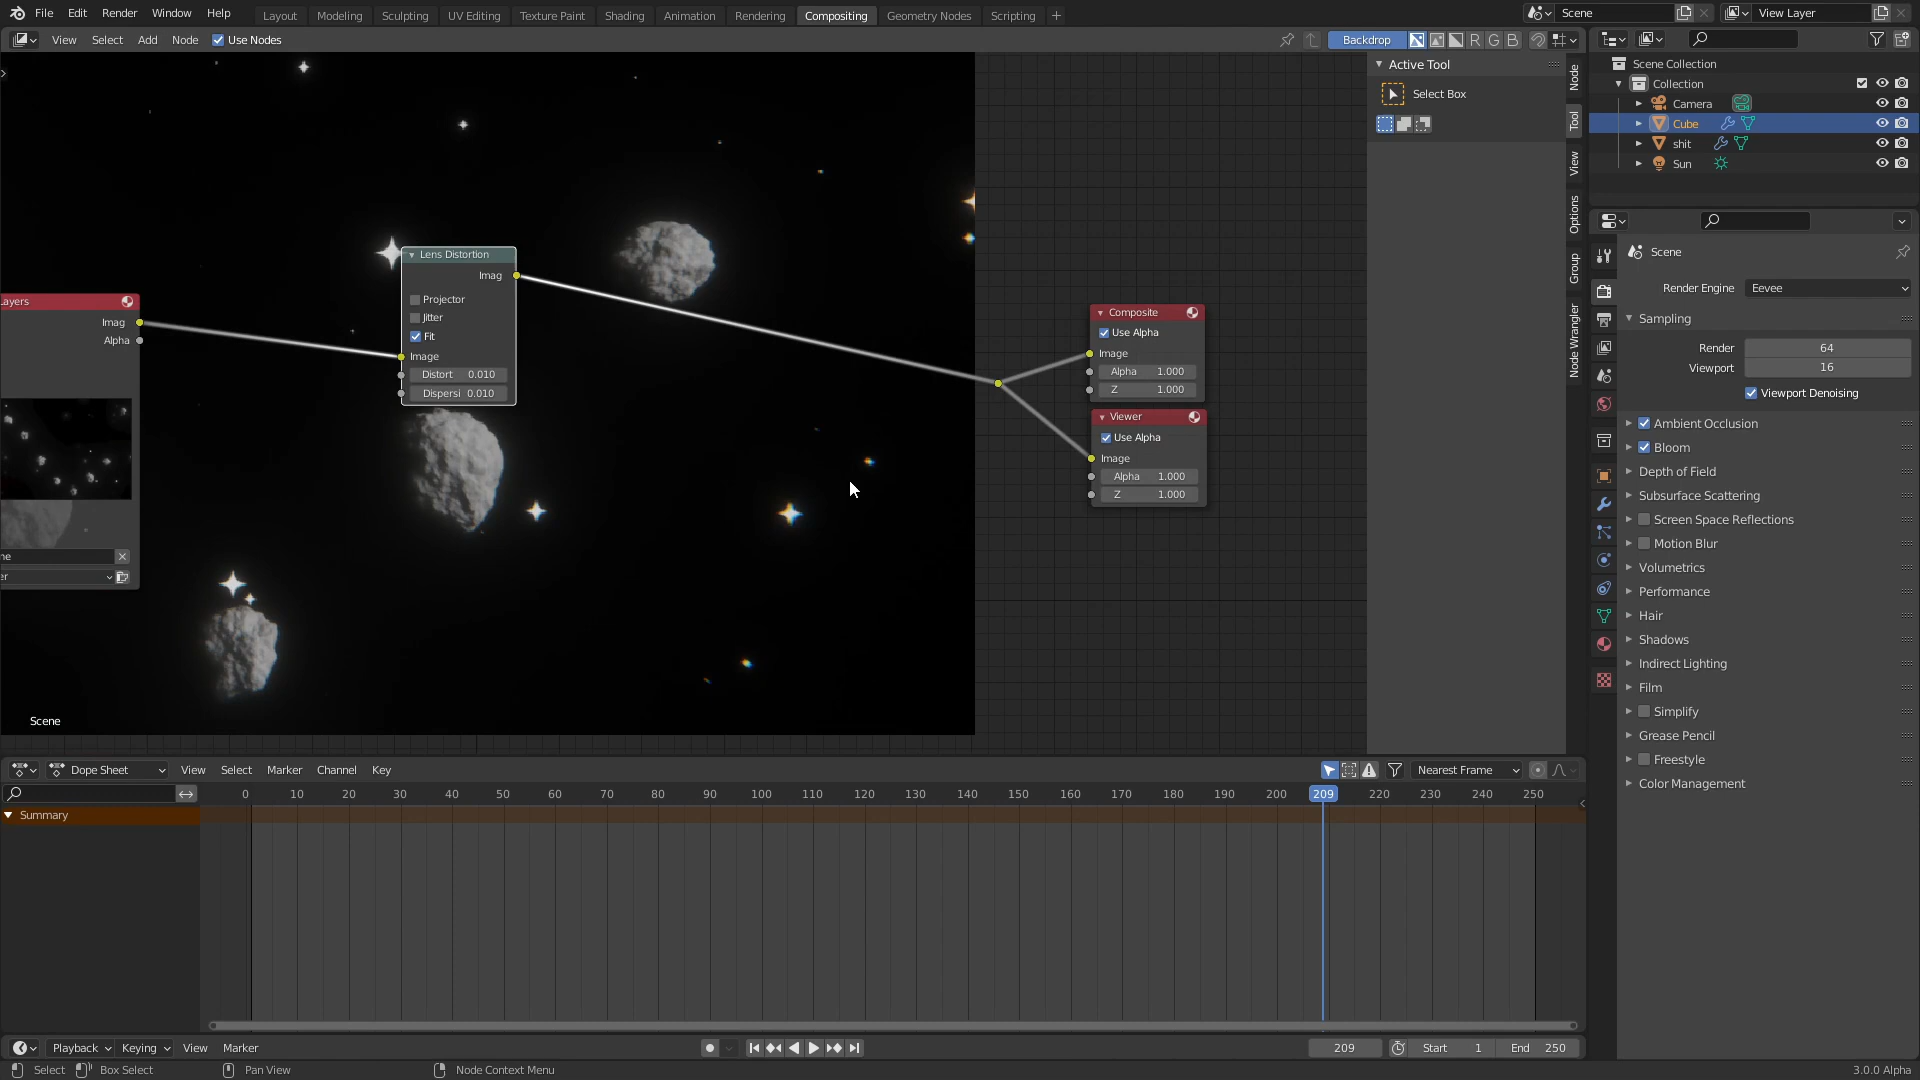 File Edit Render Window Help Layout Modeling Sculpting UV Editing Texture Paint Shading Animation Rendering Compositing Geometry Nodes Scripting + Scene View Layer
View Select Add Node Use Nodes Backdrop R G B
Active Tool
Select Box
Node
Tool
View
Options
Group
Node Wrangler
Scene Collection
Collection
Camera
Cube
shit
Sun
Scene
Render Engine Eevee
Sampling
Render 64
Viewport 16
Viewport Denoising
Ambient Occlusion
Bloom
Depth of Field
Subsurface Scattering
Screen Space Reflections
Motion Blur
Volumetrics
Performance
Hair
Shadows
Indirect Lighting
Film
Simplify
Grease Pencil
Freestyle
Color Management
ayers
Imag
Alpha
ne
er
Lens Distortion
Imag
Projector
Jitter
Fit
Image
Distort 0.010
Dispersi 0.010
Composite
Use Alpha
Image
Alpha 1.000
Z 1.000
Viewer
Use Alpha
Image
Alpha 1.000
Z 1.000
Scene
Dope Sheet View Select Marker Channel Key Nearest Frame
0 10 20 30 40 50 60 70 80 90 100 110 120 130 140 150 160 170 180 190 200 209 220 230 240 250
Summary
Playback Keying View Marker 209 Start 1 End 250
Select Box Select Pan View Node Context Menu 3.0.0 Alpha